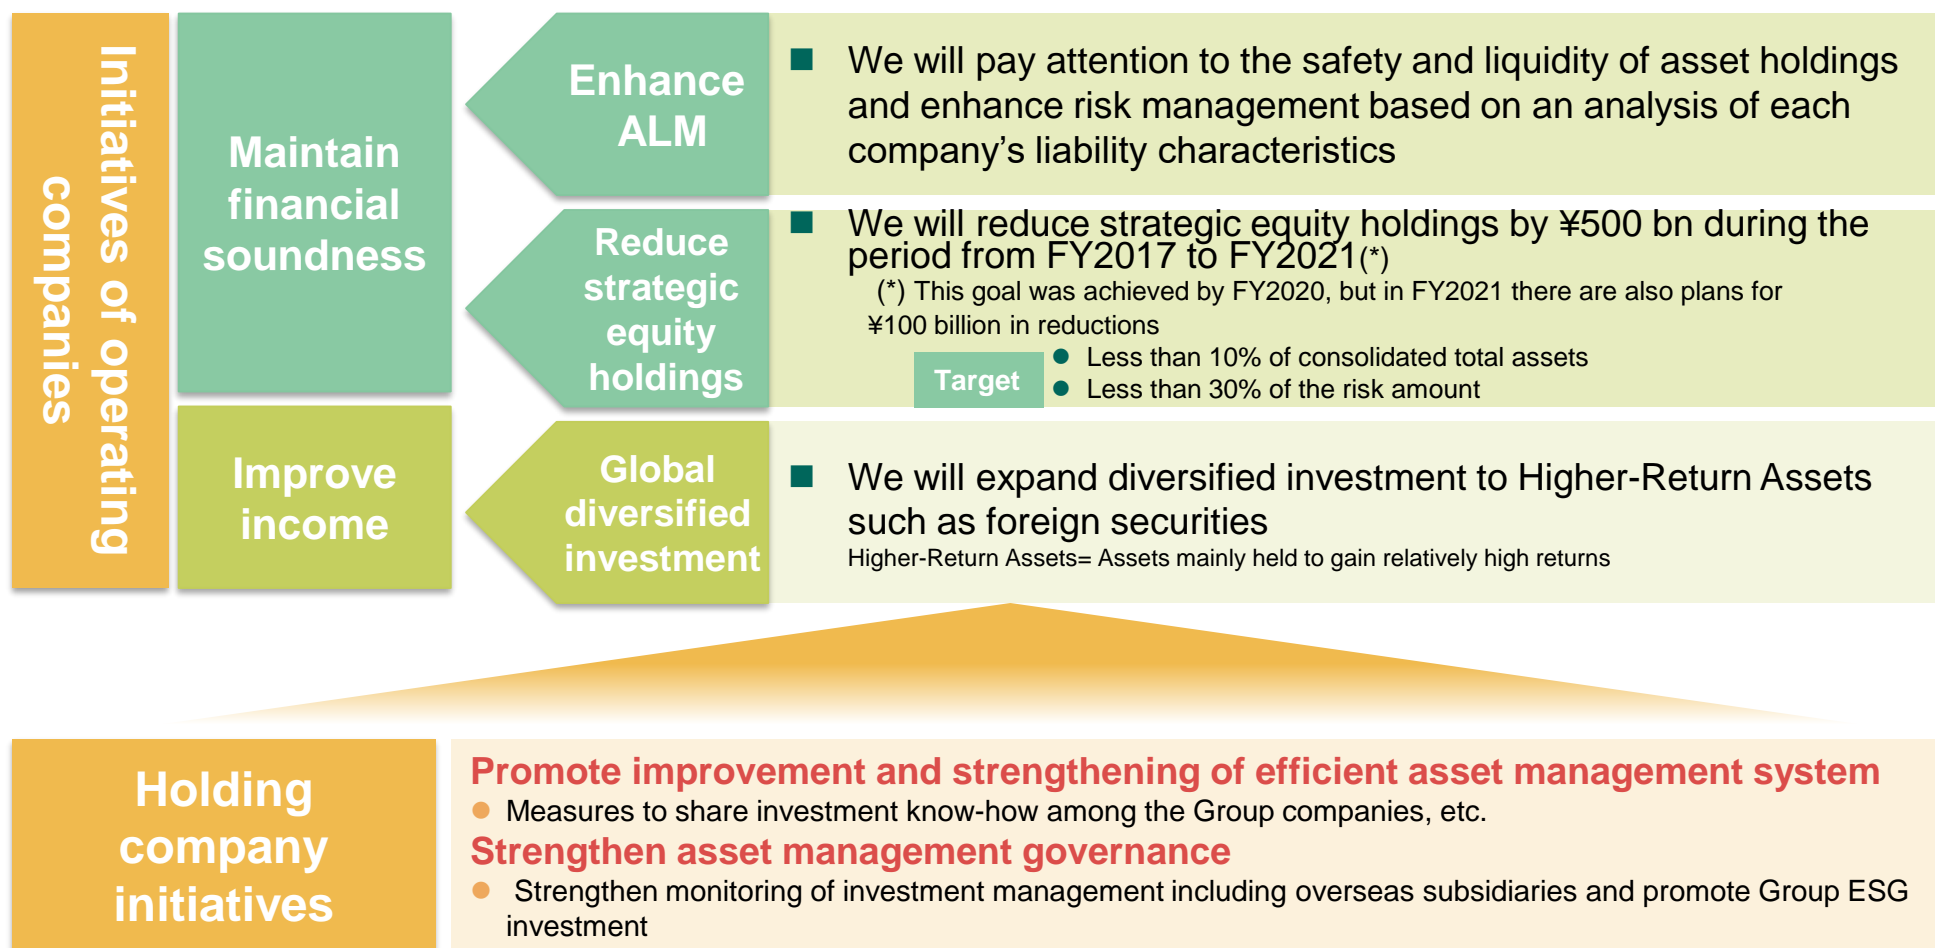 Initiatives of operating
companies
Maintain
financial
soundness
Enhance
ALM
We will pay attention to the safety and liquidity of asset holdings
and enhance risk management based on an analysis of each
company’s liability characteristics
Reduce
strategic
equity
holdings
We will reduce strategic equity holdings by ¥500 bn during the
period from FY2017 to FY2021(*)
(*) This goal was achieved by FY2020, but in FY2021 there are also plans for
¥100 billion in reductions
Target
Less than 10% of consolidated total assets
Less than 30% of the risk amount
Improve
income
Global
diversified
investment
We will expand diversified investment to Higher-Return Assets
such as foreign securities
Higher-Return Assets= Assets mainly held to gain relatively high returns
Holding
company
initiatives
Promote improvement and strengthening of efficient asset management system
Measures to share investment know-how among the Group companies, etc.
Strengthen asset management governance
Strengthen monitoring of investment management including overseas subsidiaries and promote Group ESG
investment